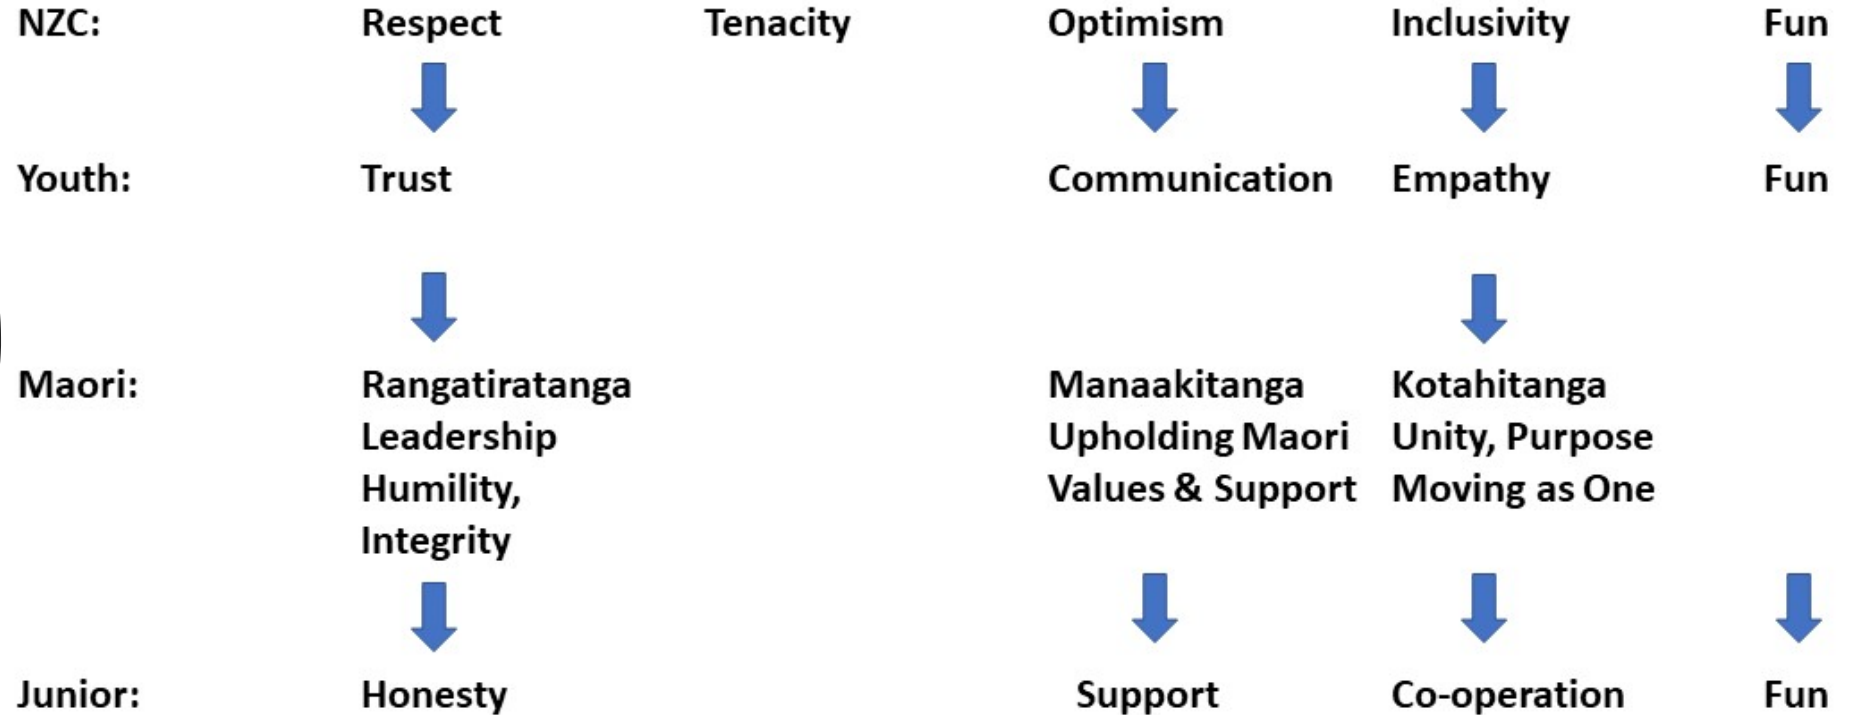 NZC: Respect Tenacity Optimism Inclusivity Fun
Youth: Trust Communication Empathy Fun
Maori: Rangatiratanga Manaakitanga Kotahitanga
Leadership Upholding Maori Unity, Purpose
Humility, Values & Support Moving as One
Integrity
Junior: Honesty Support Co-operation Fun